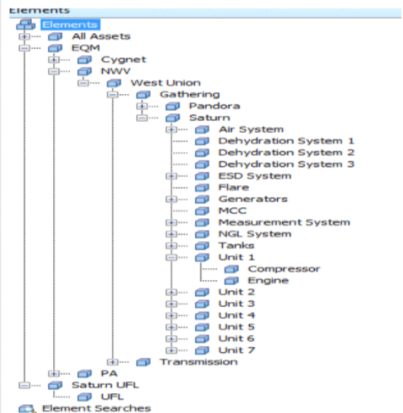 Elements
Elements
All Assets
EQM
Cygnet
NWV
West Union
Gathering
Pandora
Saturn
Air System
Dehydration System 1
Dehydration System 2
Dehydration System 3
ESD System
Flare
Generators
MCC
Measurement System
NGL System
Tanks
Unit 1
Compressor
Engine
Unit 2
Unit 3
Unit 4
Unit 5
Unit 6
Unit 7
Transmission
PA
Saturn UFL
UFL
Element Searches